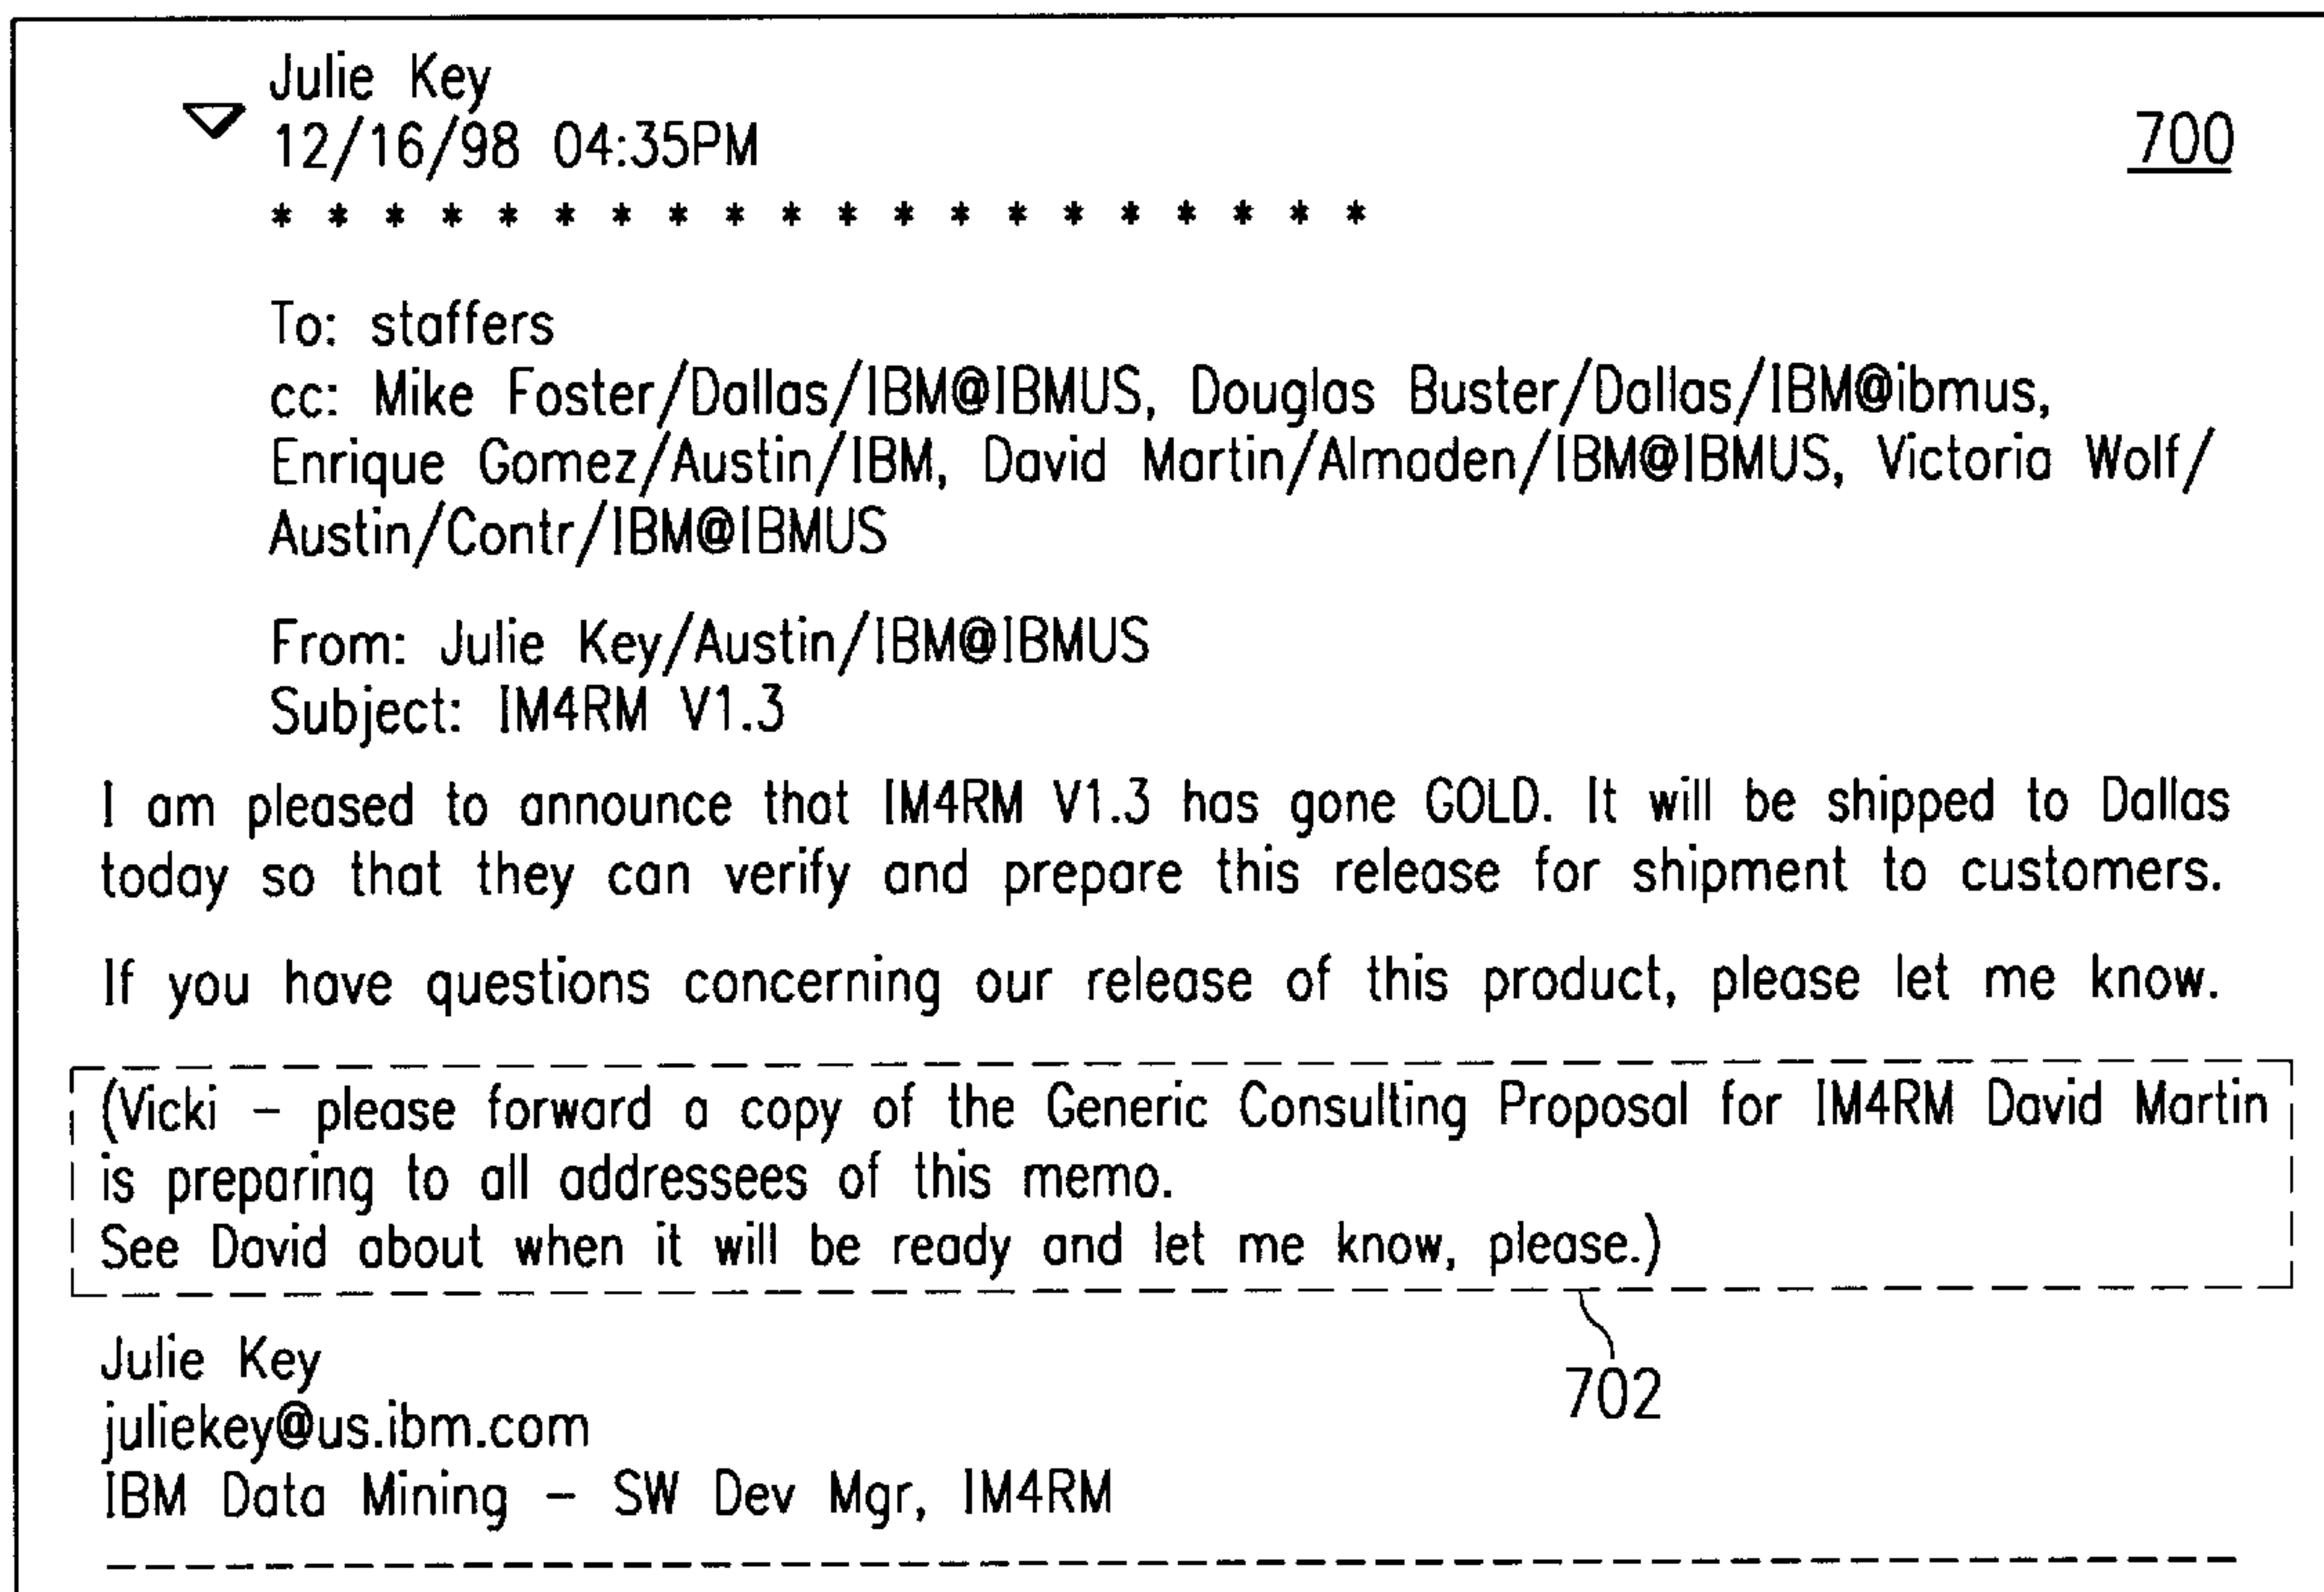 Julie Key
12/16/98 04:35PM
700
* * * * * * * * * * * * * * * * * * * *
To: staffers
cc: Mike Foster/Dallas/IBM@IBMUS, Douglas Buster/Dallas/IBM@ibmus,
Enrique Gomez/Austin/IBM, David Martin/Almaden/IBM@IBMUS, Victoria Wolf/
Austin/Contr/IBM@IBMUS
From: Julie Key/Austin/IBM@IBMUS
Subject: IM4RM V1.3
I am pleased to announce that IM4RM V1.3 has gone GOLD. It will be shipped to Dallas
today so that they can verify and prepare this release for shipment to customers.
If you have questions concerning our release of this product, please let me know.
(Vicki – please forward a copy of the Generic Consulting Proposal for IM4RM David Martin
is preparing to all addressees of this memo.
See David about when it will be ready and let me know, please.)
702
Julie Key
juliekey@us.ibm.com
IBM Data Mining – SW Dev Mgr, IM4RM